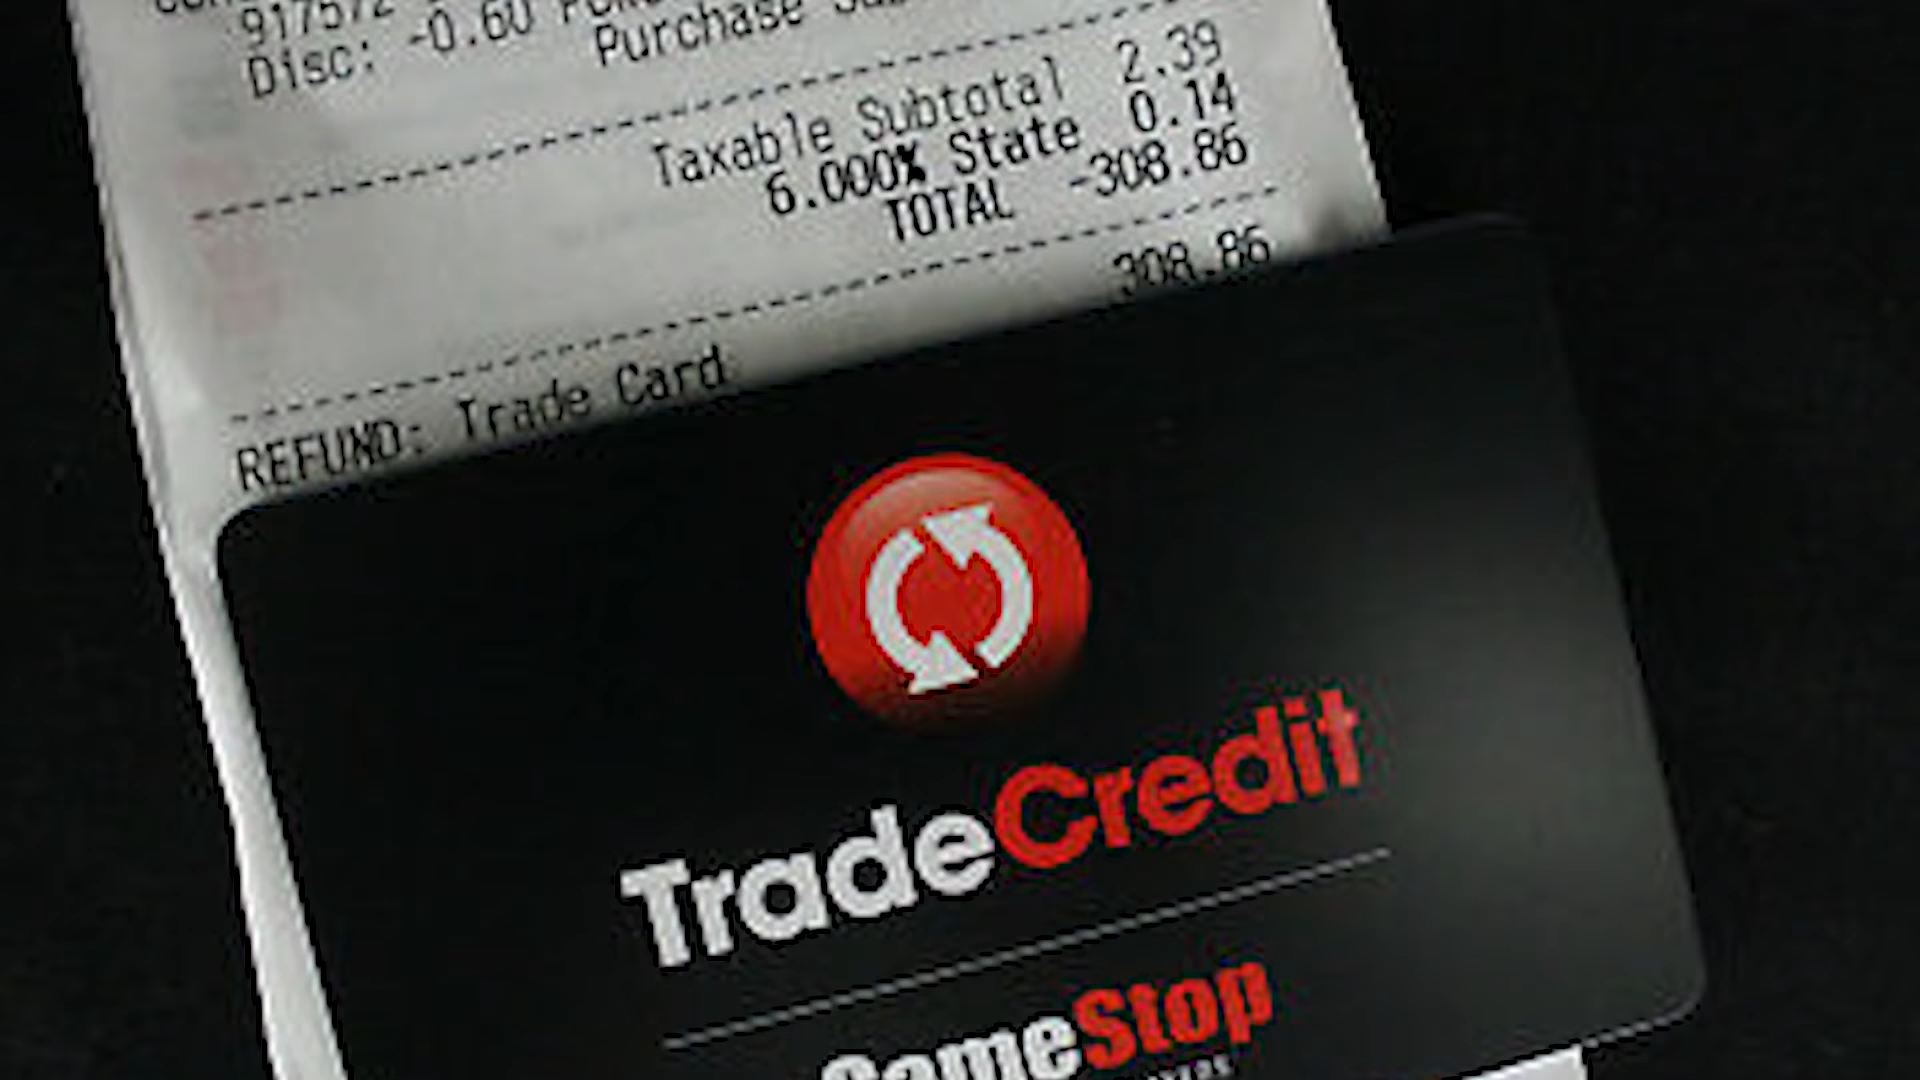 917572
Disc: -0.60
Purchase
Taxable Subtotal 2.39
6.000% State 0.14
TOTAL -308.86
308.86
REFUND: Trade Card
TradeCredit
GameStop